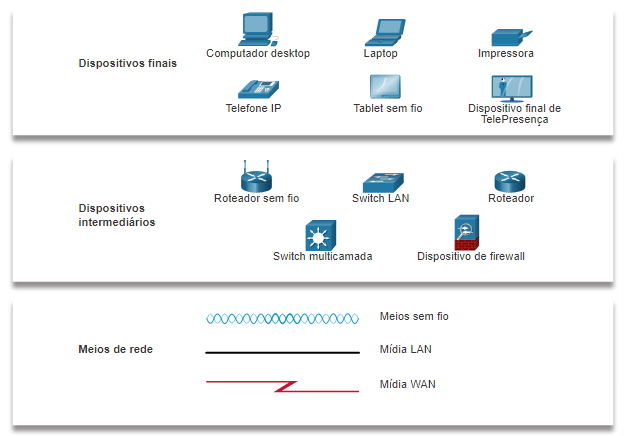 Dispositivos finais
Computador desktop
Laptop
Impressora
Telefone IP
Tablet sem fio
Dispositivo final de
TelePresença
Dispositivos
intermediários
Roteador sem fio
Switch LAN
Roteador
Switch multicamada
Dispositivo de firewall
Meios de rede
Meios sem fio
Mídia LAN
Mídia WAN